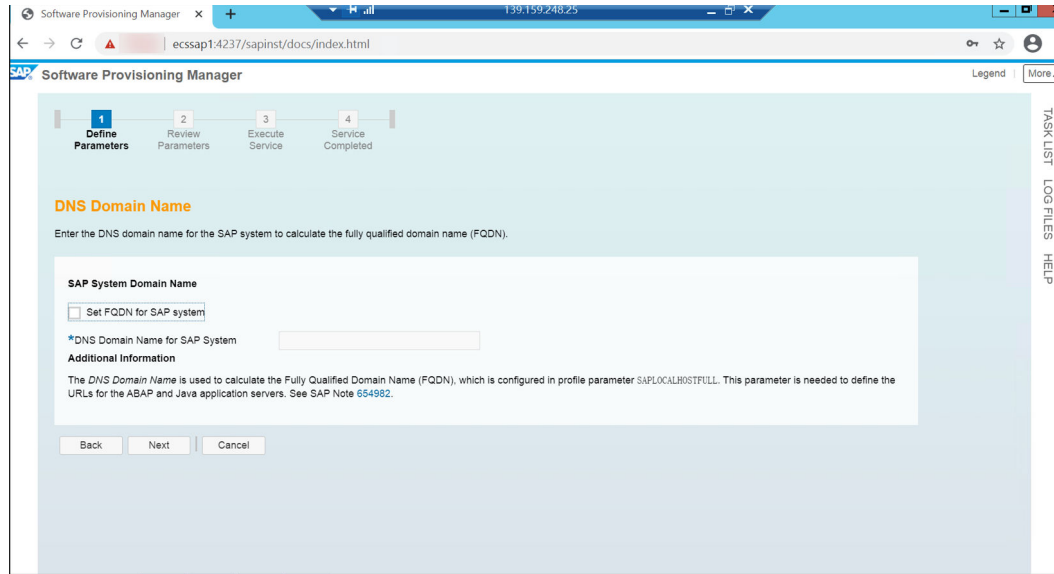 Software Provisioning Manager
139.159.248.25
ecssap1:4237/sapinst/docs/index.html
SAP Software Provisioning Manager
Legend
More
1 2 3 4
Define Parameters
Review Parameters
Execute Service
Service Completed
TASK LIST
LOG FILES
HELP
DNS Domain Name
Enter the DNS domain name for the SAP system to calculate the fully qualified domain name (FQDN).
SAP System Domain Name
Set FQDN for SAP system
*DNS Domain Name for SAP System
Additional Information
The DNS Domain Name is used to calculate the Fully Qualified Domain Name (FQDN), which is configured in profile parameter SAPLOCALHOSTFULL. This parameter is needed to define the
URLs for the ABAP and Java application servers. See SAP Note 654982.
Back Next Cancel